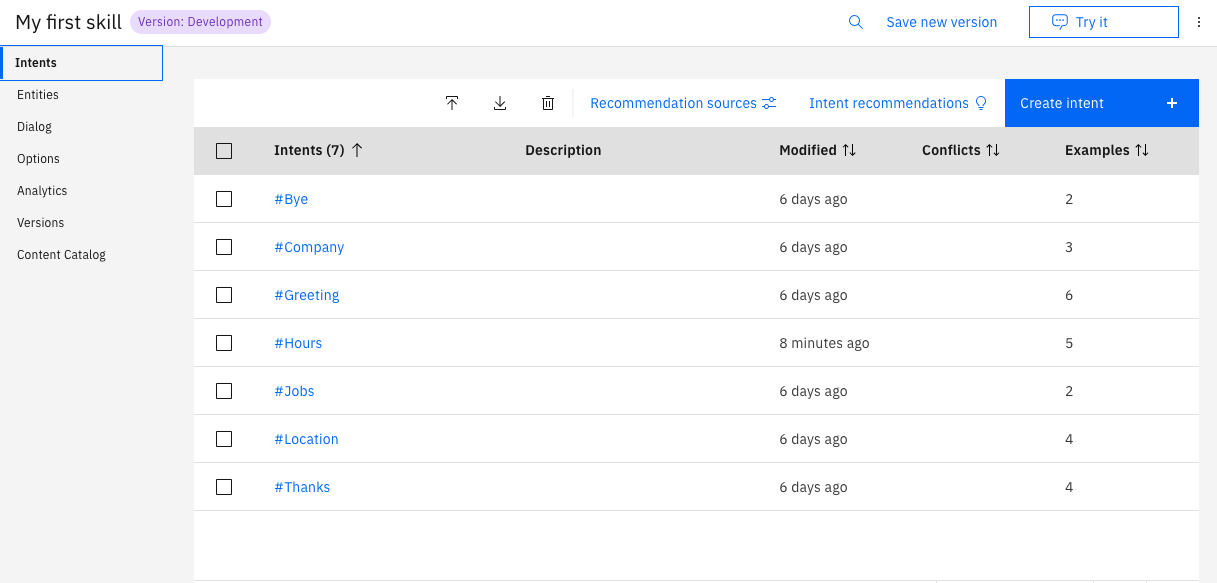 My first skill Version: Development Save new version Try it
Intents
Entities
Dialog
Options
Analytics
Versions
Content Catalog
Recommendation sources Intent recommendations Create intent +
Intents (7) Description Modified Conflicts Examples
#Bye 6 days ago 2
#Company 6 days ago 3
#Greeting 6 days ago 6
#Hours 8 minutes ago 5
#Jobs 6 days ago 2
#Location 6 days ago 4
#Thanks 6 days ago 4